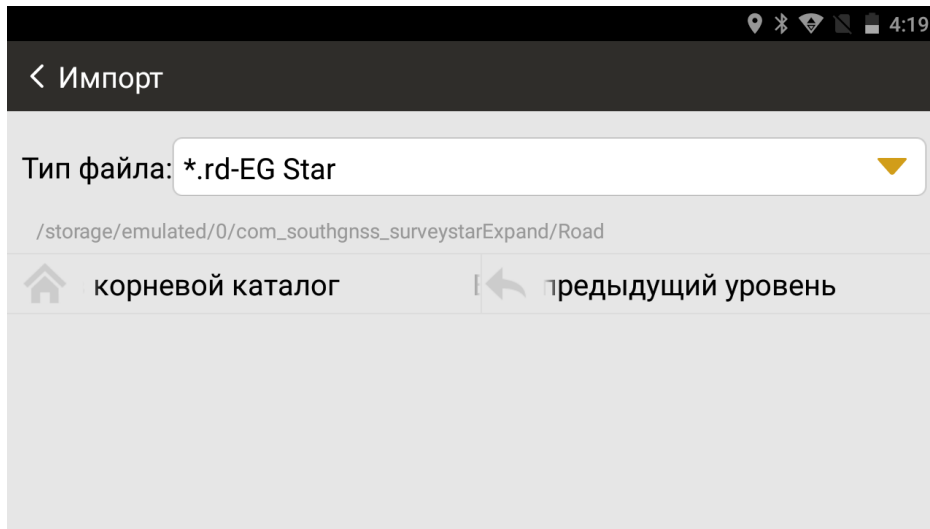 4:19
Импорт
Тип файла: *.rd-EG Star
/storage/emulated/0/com_southgnss_surveystarExpand/Road
корневой каталог предыдущий уровень